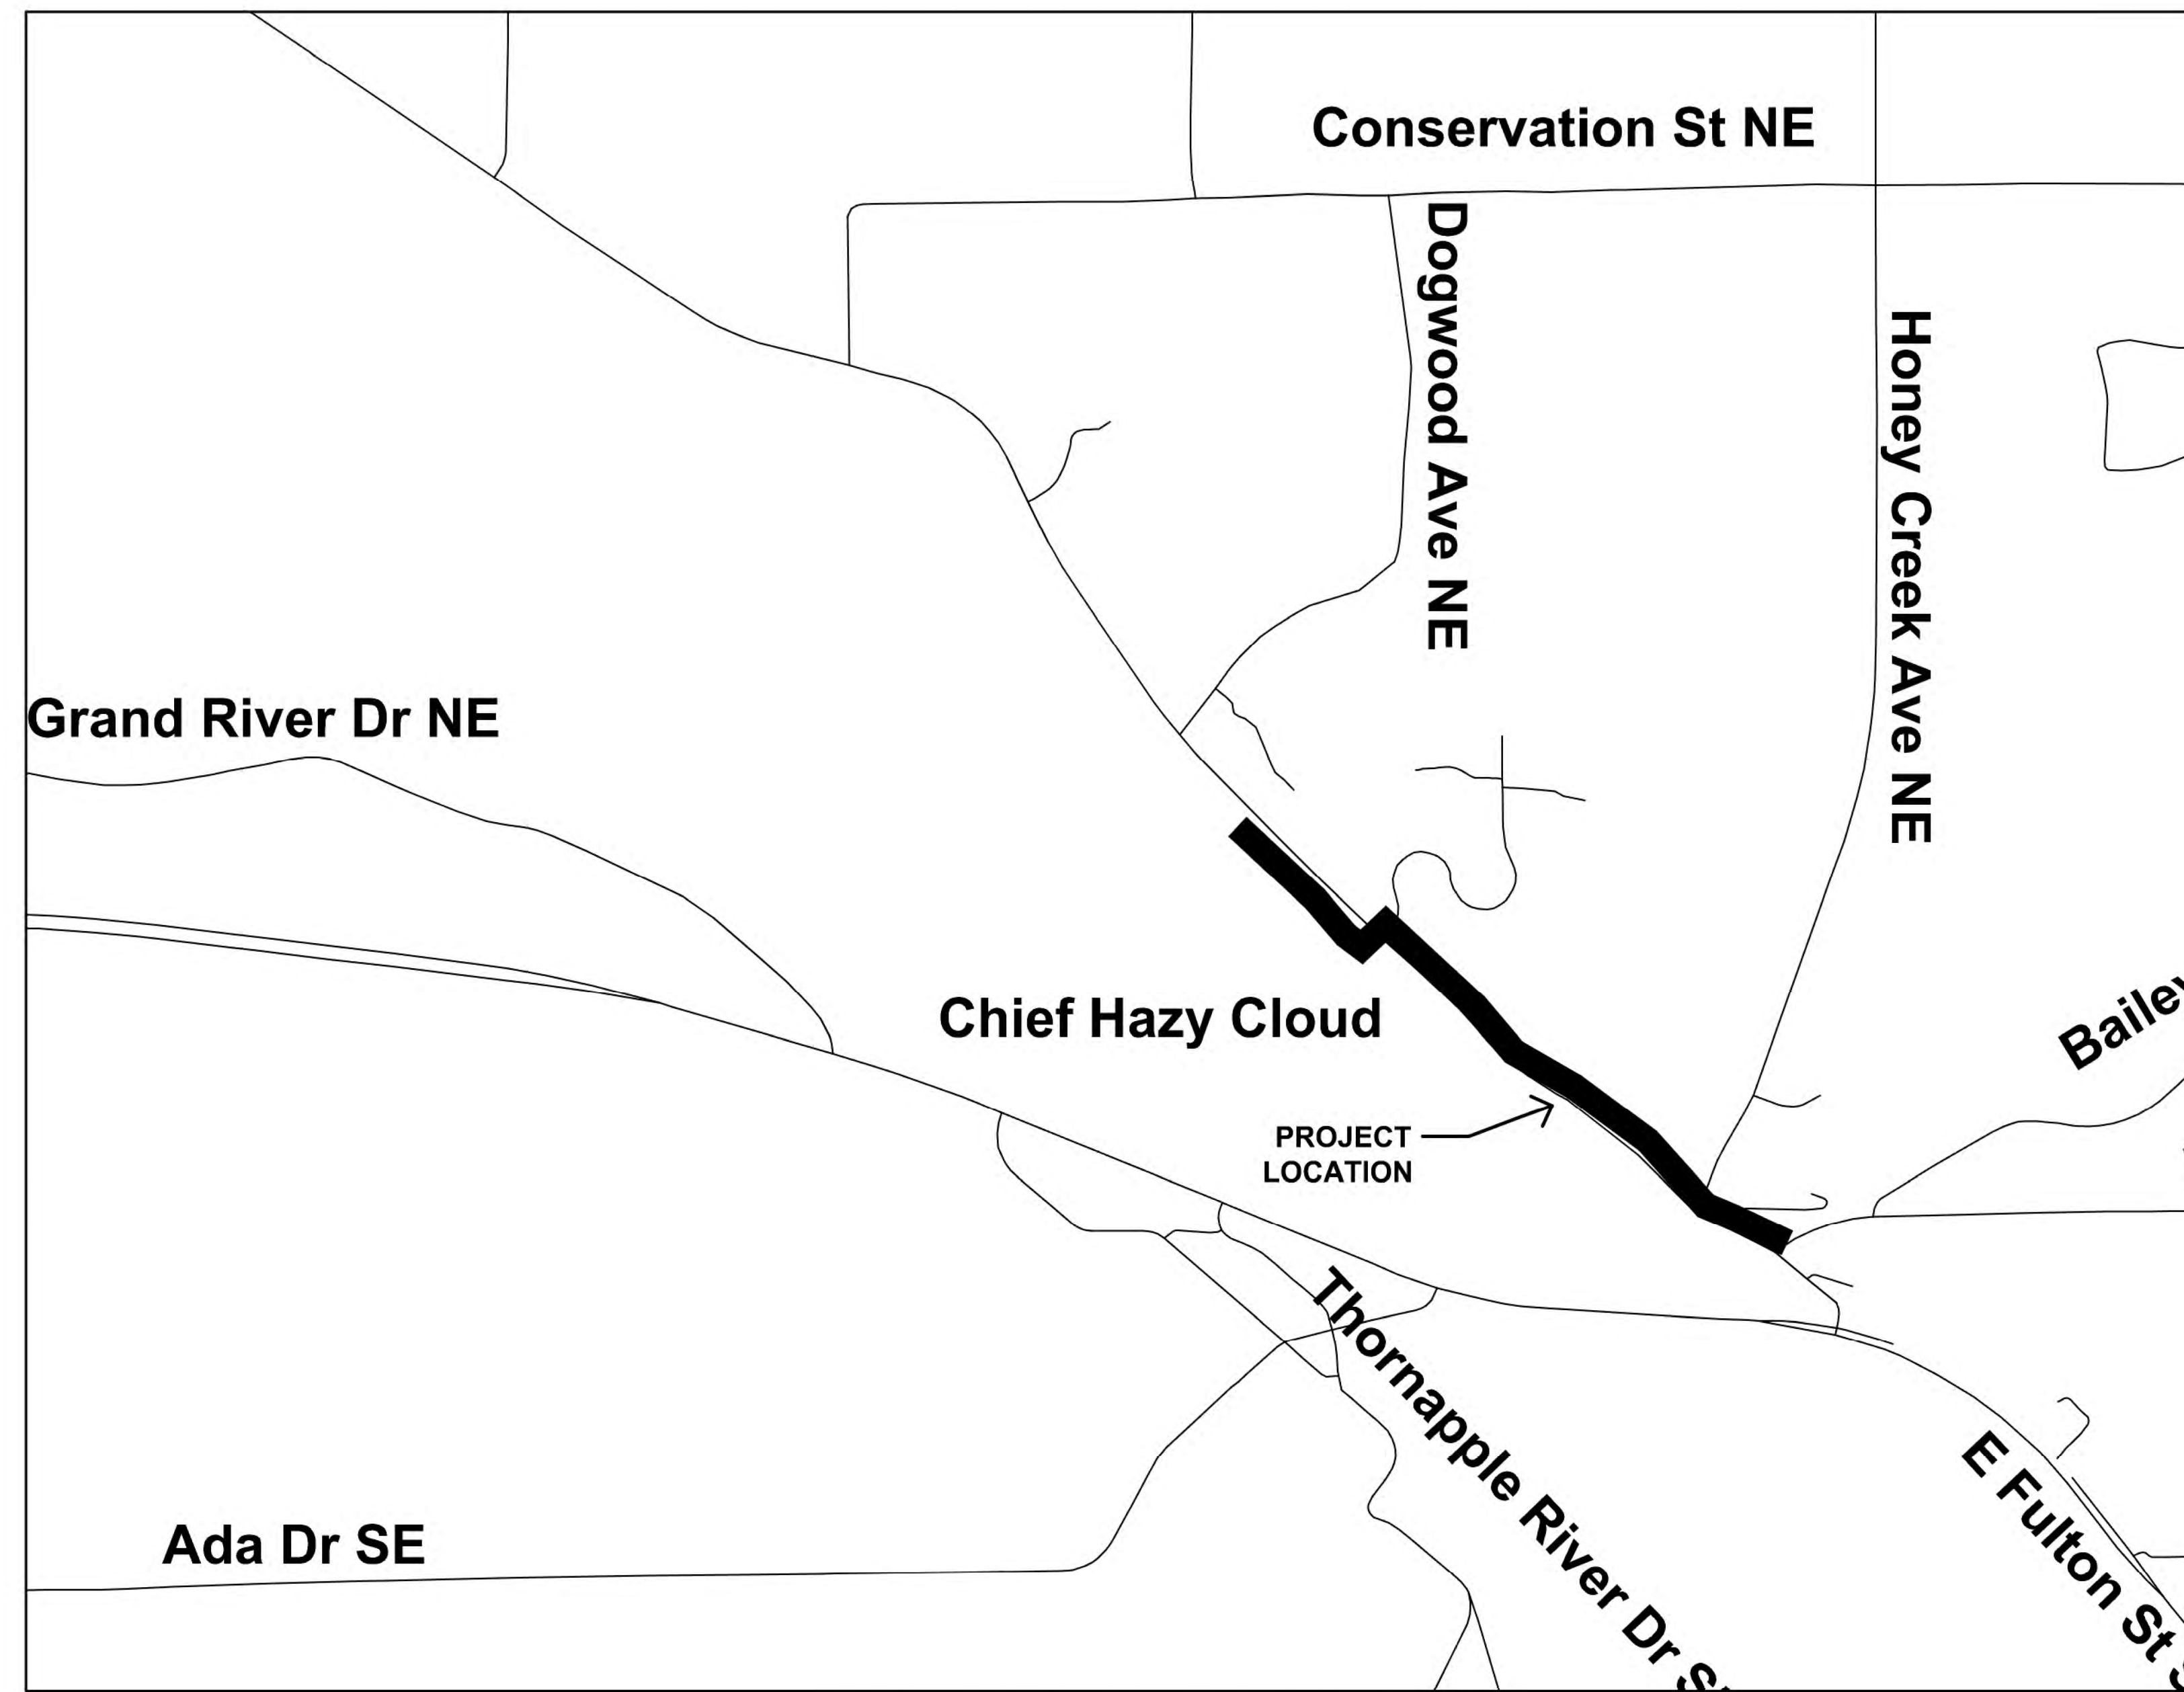 Conservation St NE
Dogwood Ave NE
Honey Creek Ave NE
Grand River Dr NE
Chief Hazy Cloud
PROJECT
LOCATION
Thornapple River Dr
E Fulton St
Ada Dr SE